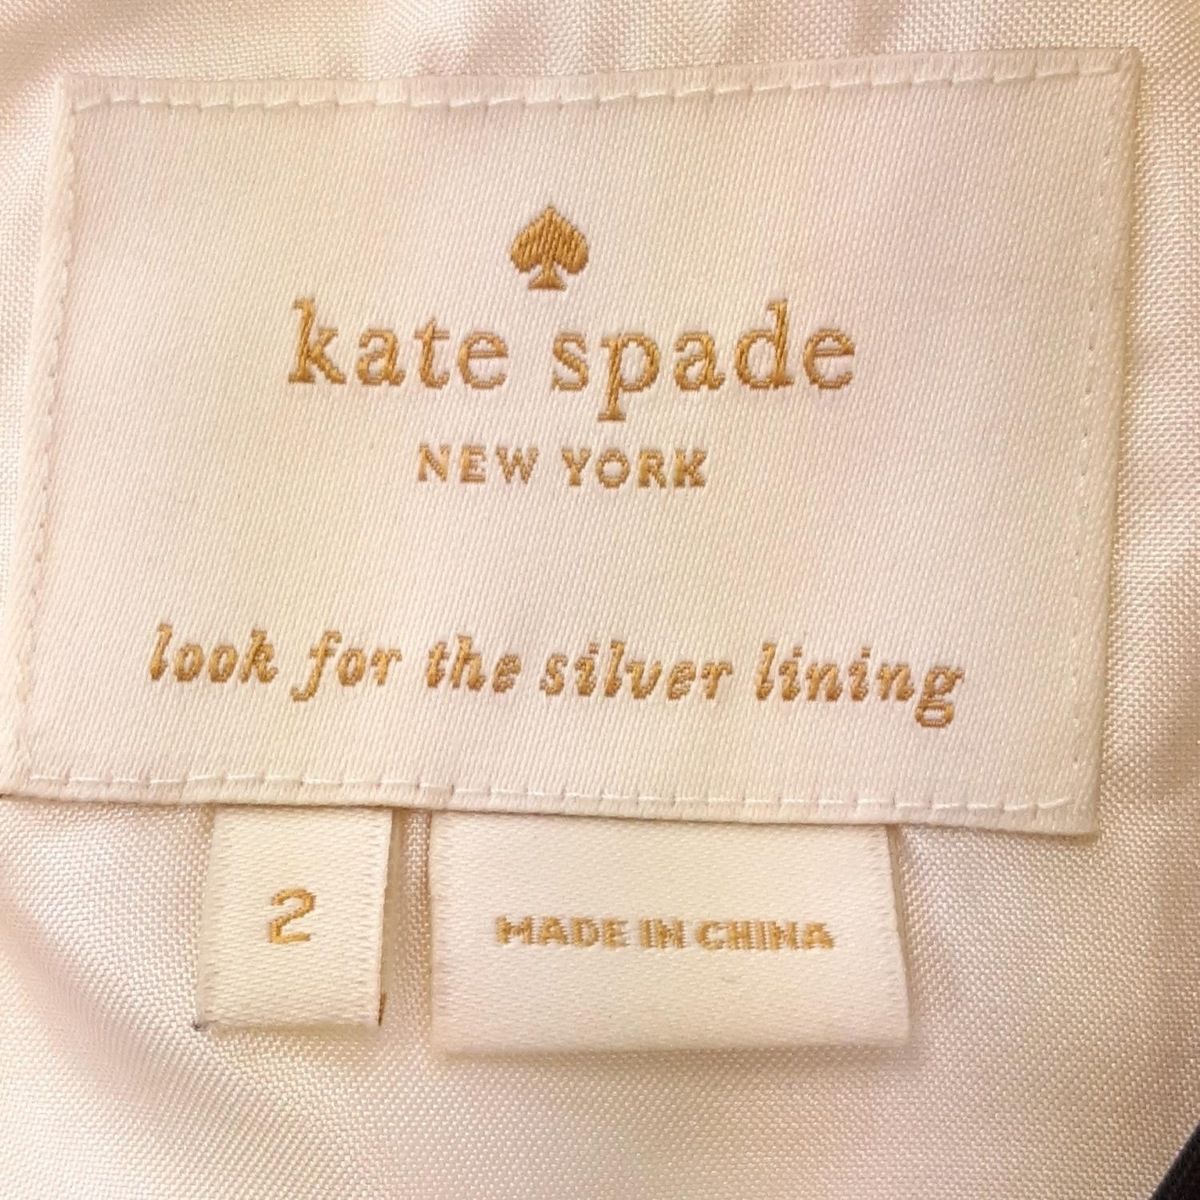 kate spade
NEW YORK
look for the silver lining
2
MADE IN CHINA